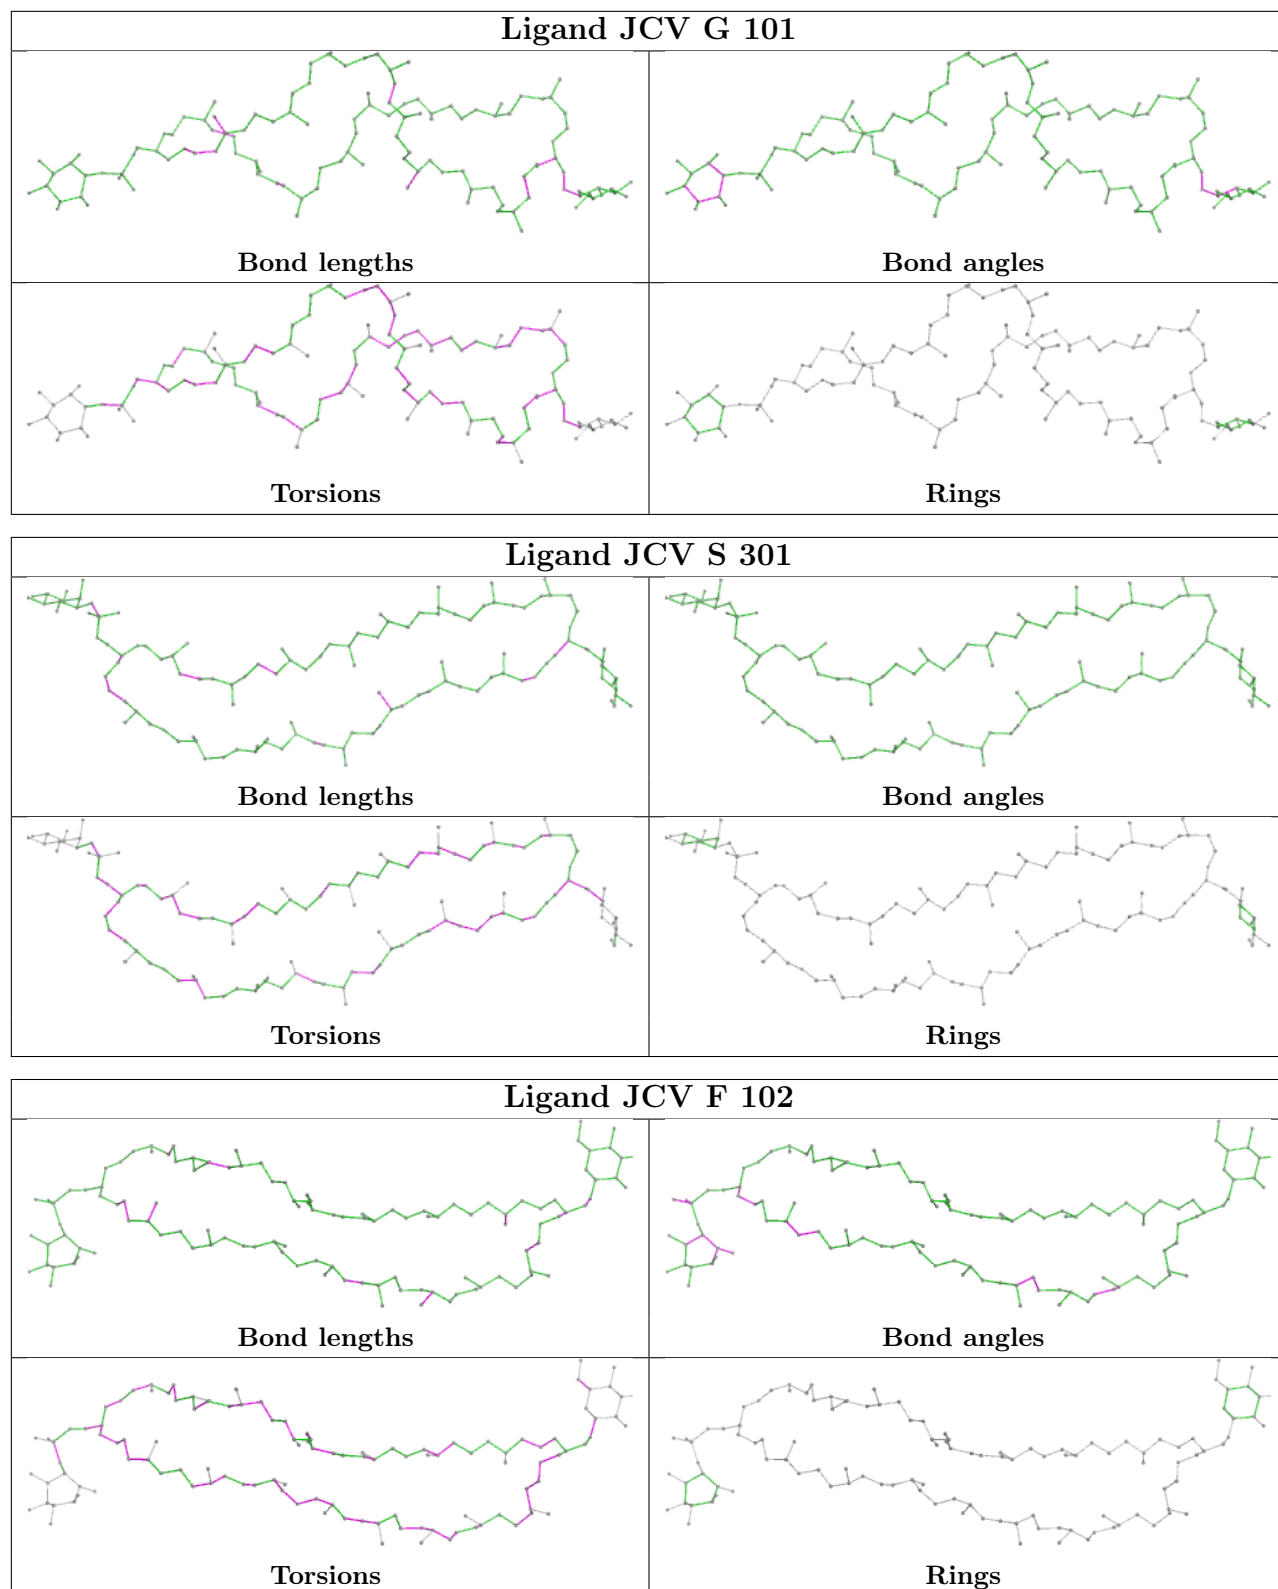 Ligand JCV G 101
Bond lengths
Bond angles
Torsions
Rings
Ligand JCV S 301
Bond lengths
Bond angles
Torsions
Rings
Ligand JCV F 102
Bond lengths
Bond angles
Torsions
Rings